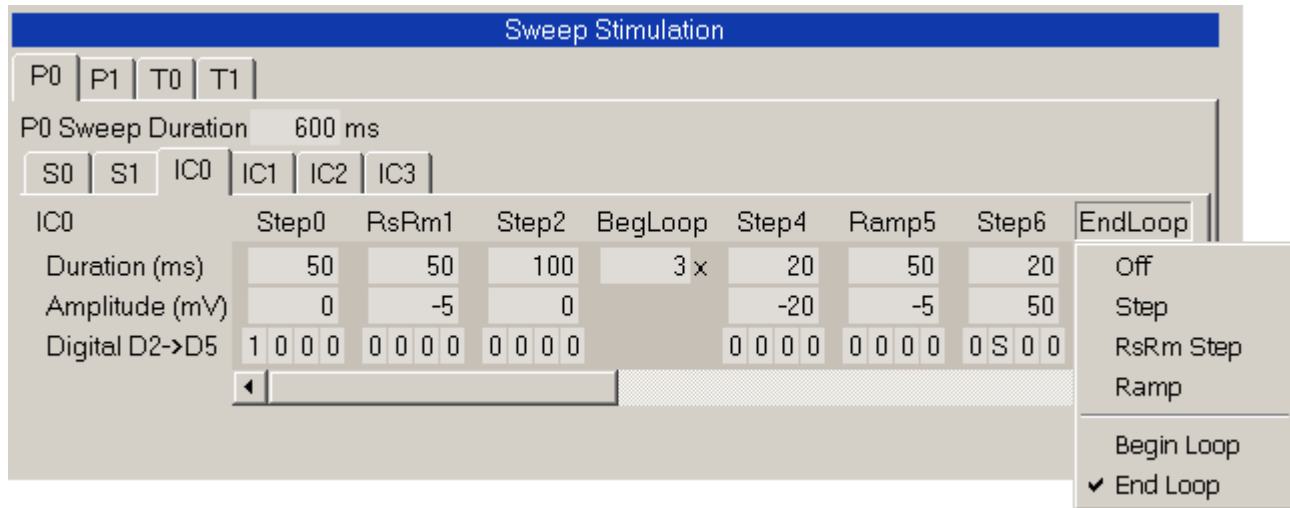 Sweep Stimulation
P0 P1 T0 T1
P0 Sweep Duration 600 ms
S0 S1 IC0 IC1 IC2 IC3
IC0 Step0 RsRm1 Step2 BegLoop Step4 Ramp5 Step6 EndLoop
Duration (ms) 50 50 100 3 x 20 50 20 Off
Amplitude (mV) 0 -5 0 -20 -5 50 Step
Digital D2->D5 1 0 0 0 0 0 0 0 0 0 0 0 0 0 0 0 0 0 0 0 0 S 0 0 RsRm Step
Ramp
Begin Loop
End Loop